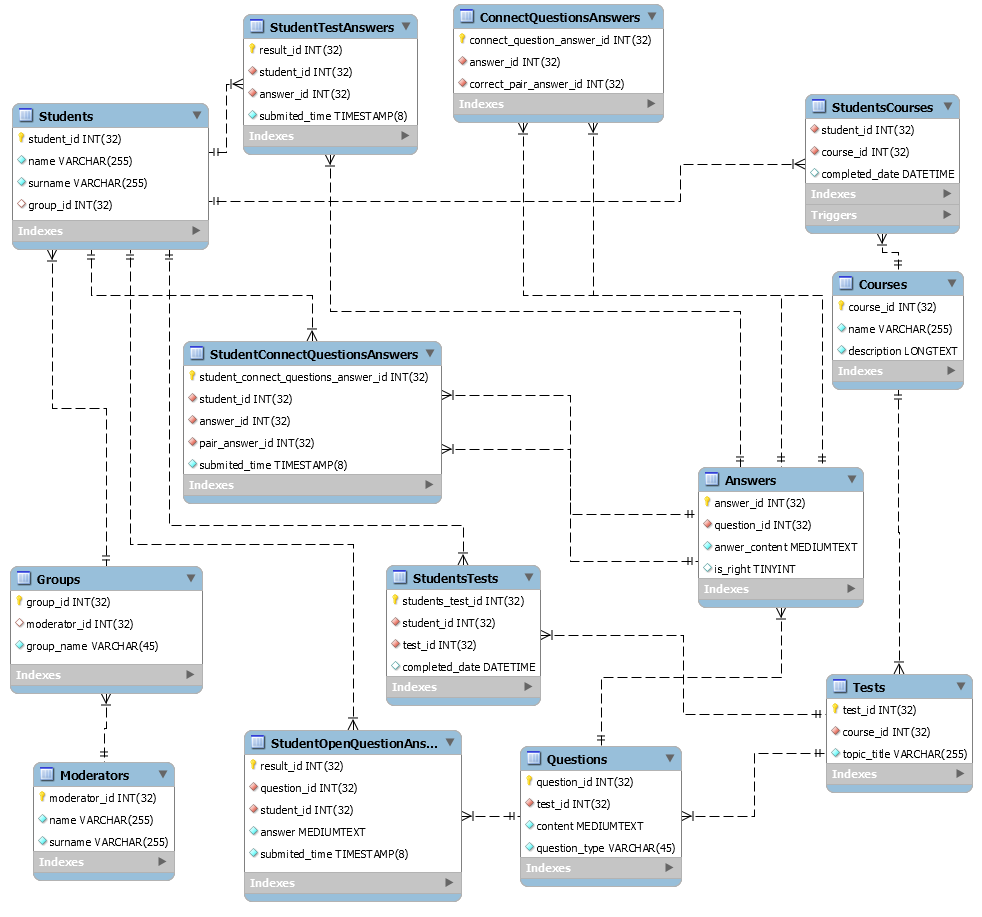 StudentTestAnswers
result_id INT(32)
student_id INT(32)
answer_id INT(32)
submited_time TIMESTAMP(8)
Indexes
ConnectQuestionsAnswers
connect_question_answer_id INT(32)
answer_id INT(32)
correct_pair_answer_id INT(32)
Indexes
Students
student_id INT(32)
name VARCHAR(255)
surname VARCHAR(255)
group_id INT(32)
Indexes
StudentsCourses
student_id INT(32)
course_id INT(32)
completed_date DATETIME
Indexes
Triggers
Courses
course_id INT(32)
name VARCHAR(255)
description LONGTEXT
Indexes
StudentConnectQuestionsAnswers
student_connect_questions_answer_id INT(32)
student_id INT(32)
answer_id INT(32)
pair_answer_id INT(32)
submited_time TIMESTAMP(8)
Indexes
Answers
answer_id INT(32)
question_id INT(32)
anwer_content MEDIUMTEXT
is_right TINYINT
Indexes
Groups
group_id INT(32)
moderator_id INT(32)
group_name VARCHAR(45)
Indexes
StudentsTests
students_test_id INT(32)
student_id INT(32)
test_id INT(32)
completed_date DATETIME
Indexes
Tests
test_id INT(32)
course_id INT(32)
topic_title VARCHAR(255)
Indexes
StudentOpenQuestionAns...
result_id INT(32)
question_id INT(32)
student_id INT(32)
answer MEDIUMTEXT
submited_time TIMESTAMP(8)
Indexes
Questions
question_id INT(32)
test_id INT(32)
content MEDIUMTEXT
question_type VARCHAR(45)
Indexes
Moderators
moderator_id INT(32)
name VARCHAR(255)
surname VARCHAR(255)
Indexes